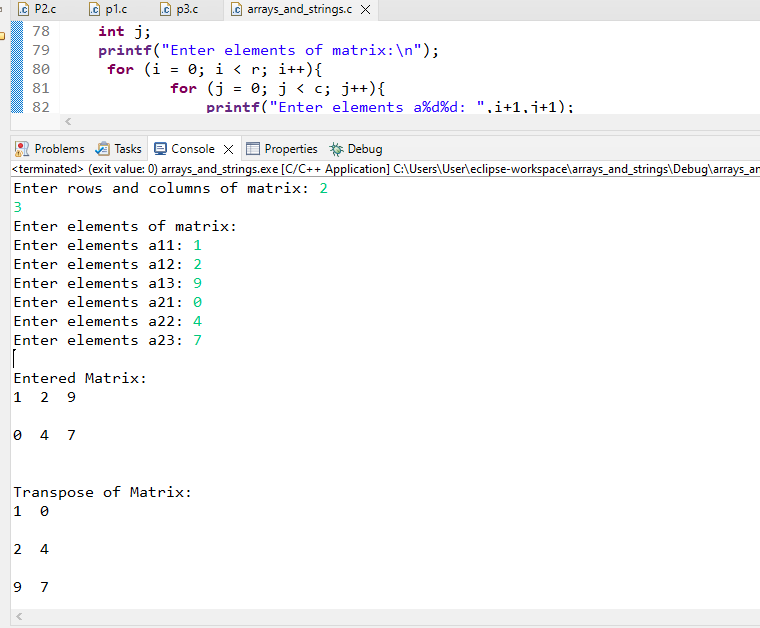 P2.c p1.c p3.c arrays_and_strings.c
78 int j;
79 printf("Enter elements of matrix:\n");
80 for (i = 0; i < r; i++){
81 for (j = 0; j < c; j++){
82 printf("Enter elements a%d%d: ",i+1,j+1);
Problems Tasks Console Properties Debug
<terminated> (exit value: 0) arrays_and_strings.exe [C/C++ Application] C:\Users\User\eclipse-workspace\arrays_and_strings\Debug\arrays_an
Enter rows and columns of matrix: 2
3
Enter elements of matrix:
Enter elements a11: 1
Enter elements a12: 2
Enter elements a13: 9
Enter elements a21: 0
Enter elements a22: 4
Enter elements a23: 7
Entered Matrix:
1 2 9
0 4 7
Transpose of Matrix:
1 0
2 4
9 7